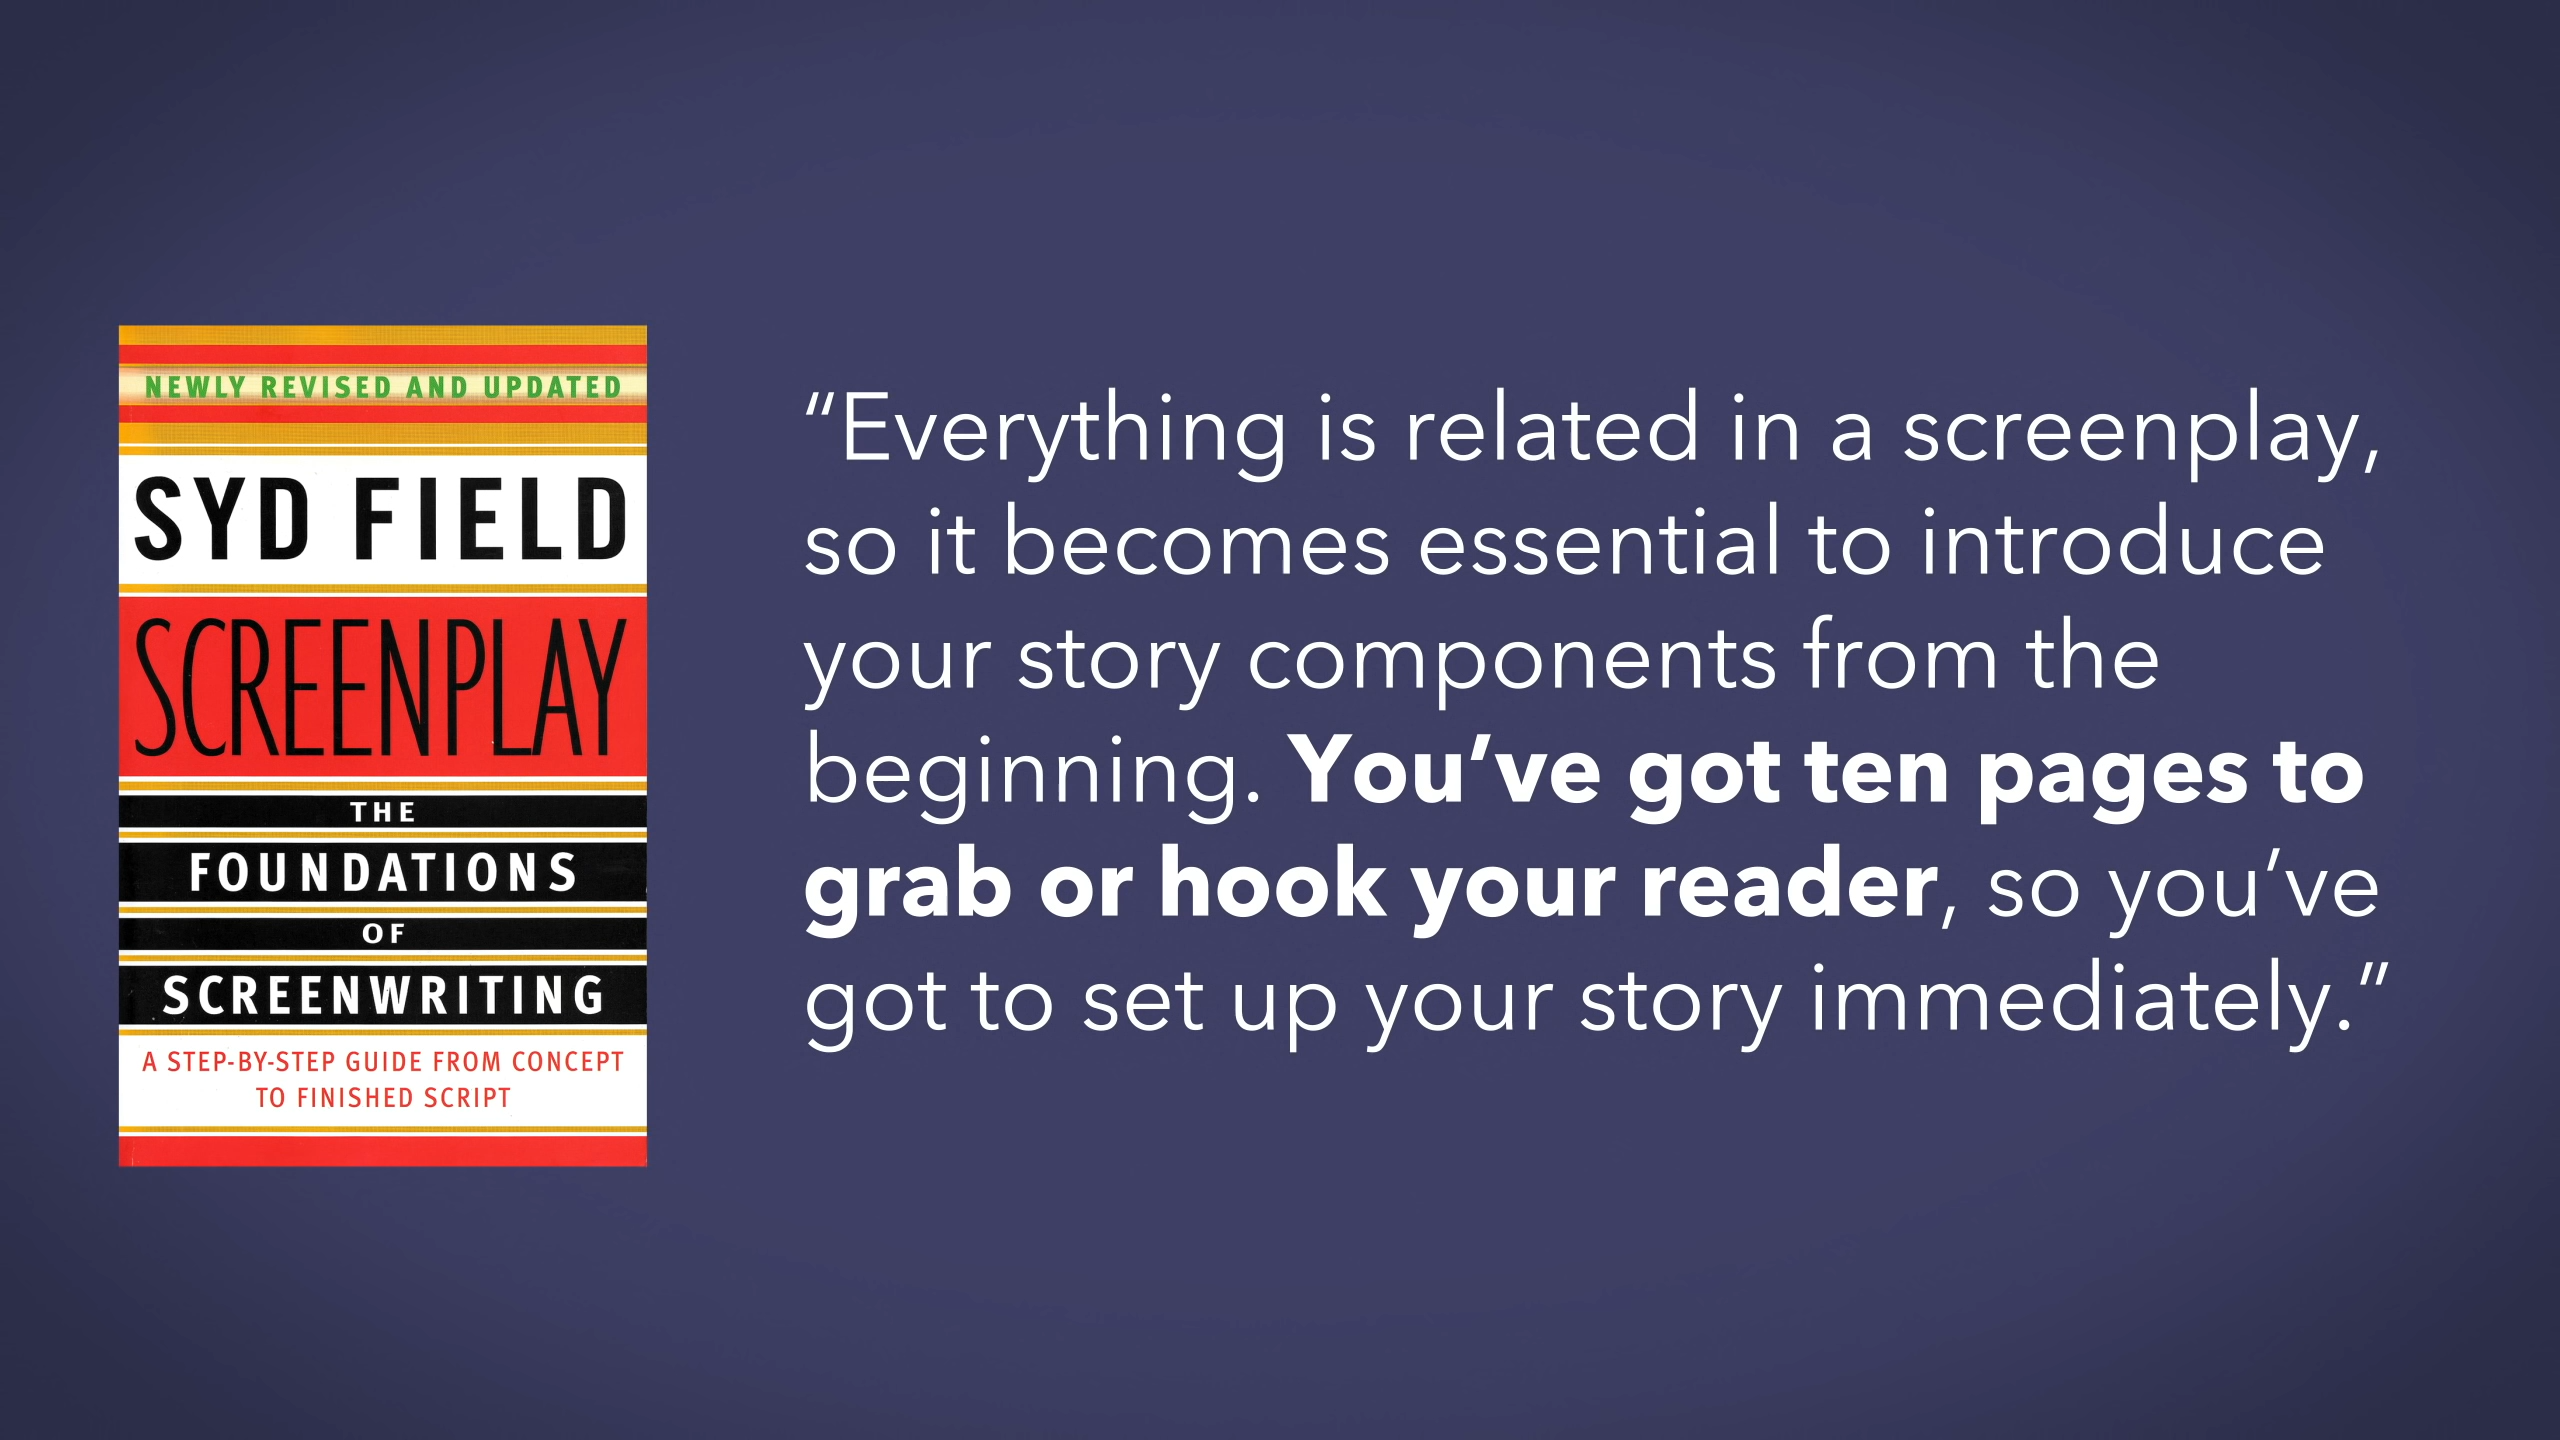 NEWLY REVISED AND UPDATED
SYD FIELD
SCREENPLAY
THE
FOUNDATIONS
OF
SCREENWRITING
A STEP-BY-STEP GUIDE FROM CONCEPT
TO FINISHED SCRIPT
“Everything is related in a screenplay,
so it becomes essential to introduce
your story components from the
beginning. You’ve got ten pages to
grab or hook your reader, so you’ve
got to set up your story immediately.”